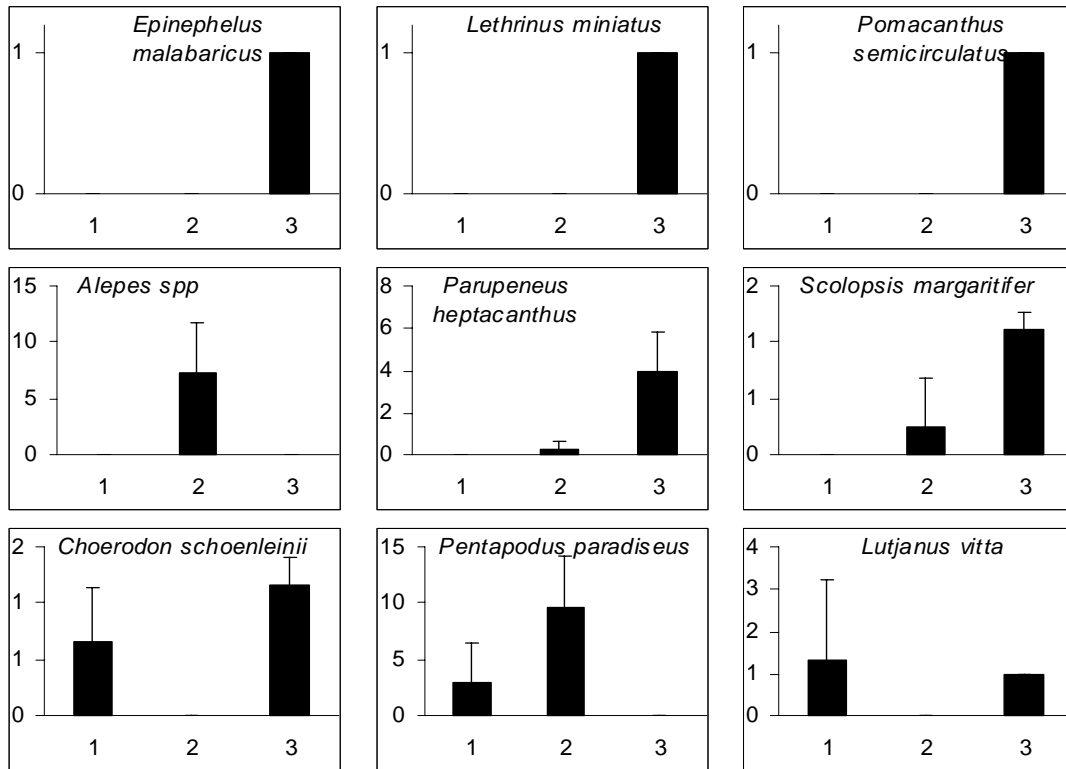 Epinephelus
malabaricus
1
0
1 2 3
Lethrinus miniatus
1
0
1 2 3
Pomacanthus
semicirculatus
1
0
1 2 3
Alepes spp
15
10
5
0
1 2 3
Parupeneus
heptacanthus
8
6
4
2
0
1 2 3
Scolopsis margaritifer
2
1
1
0
1 2 3
Choerodon schoenleinii
2
1
1
0
1 2 3
Pentapodus paradiseus
15
10
5
0
1 2 3
Lutjanus vitta
4
3
2
1
0
1 2 3